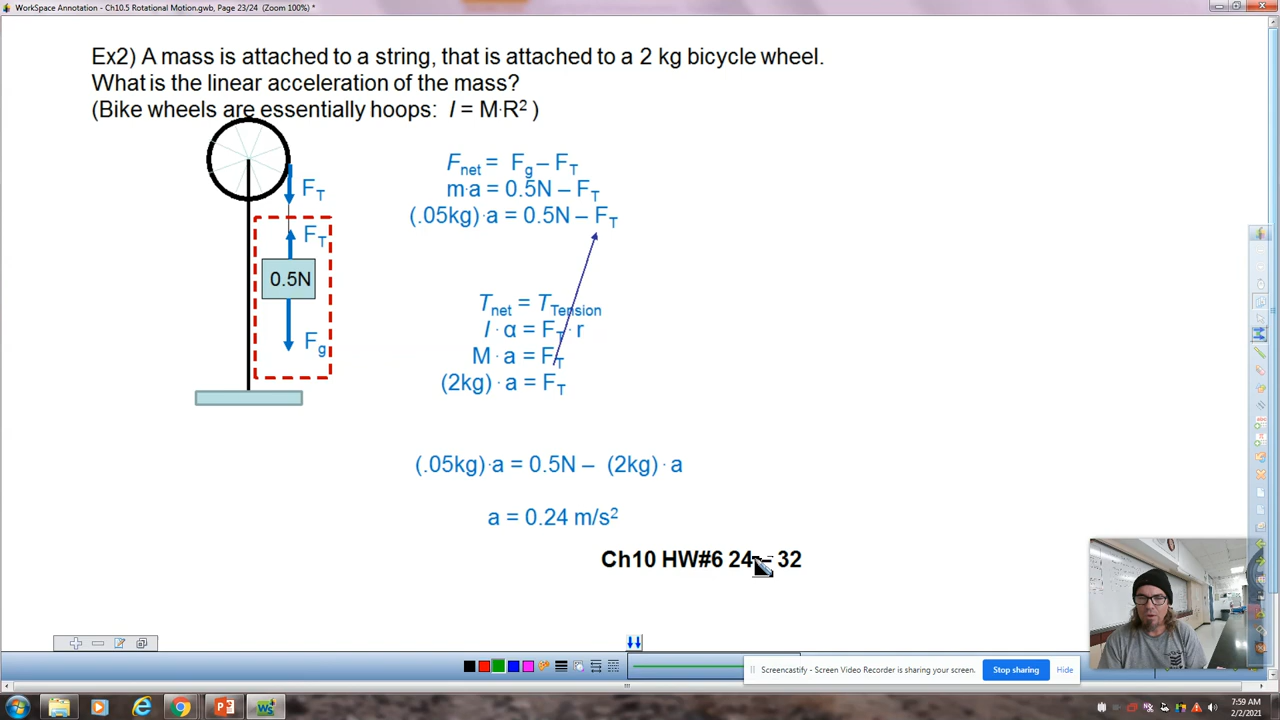 WorkSpace Annotation - Ch10.5 Rotational Motion.gwb, Page 23/24 (Zoom 100%) *
Ex2) A mass is attached to a string, that is attached to a 2 kg bicycle wheel.
What is the linear acceleration of the mass?
(Bike wheels are essentially hoops: I = M·R² )
F_T
F_T
0.5N
F_g
F_net = F_g – F_T
m·a = 0.5N – F_T
(.05kg)·a = 0.5N – F_T
T_net = T_Tension
I · α = F_T · r
M · a = F_T
(2kg) · a = F_T
(.05kg)·a = 0.5N – (2kg) · a
a = 0.24 m/s²
Ch10 HW#6 24 – 32
Screencastify - Screen Video Recorder is sharing your screen.
Stop sharing
Hide
7:59 AM
2/2/2021